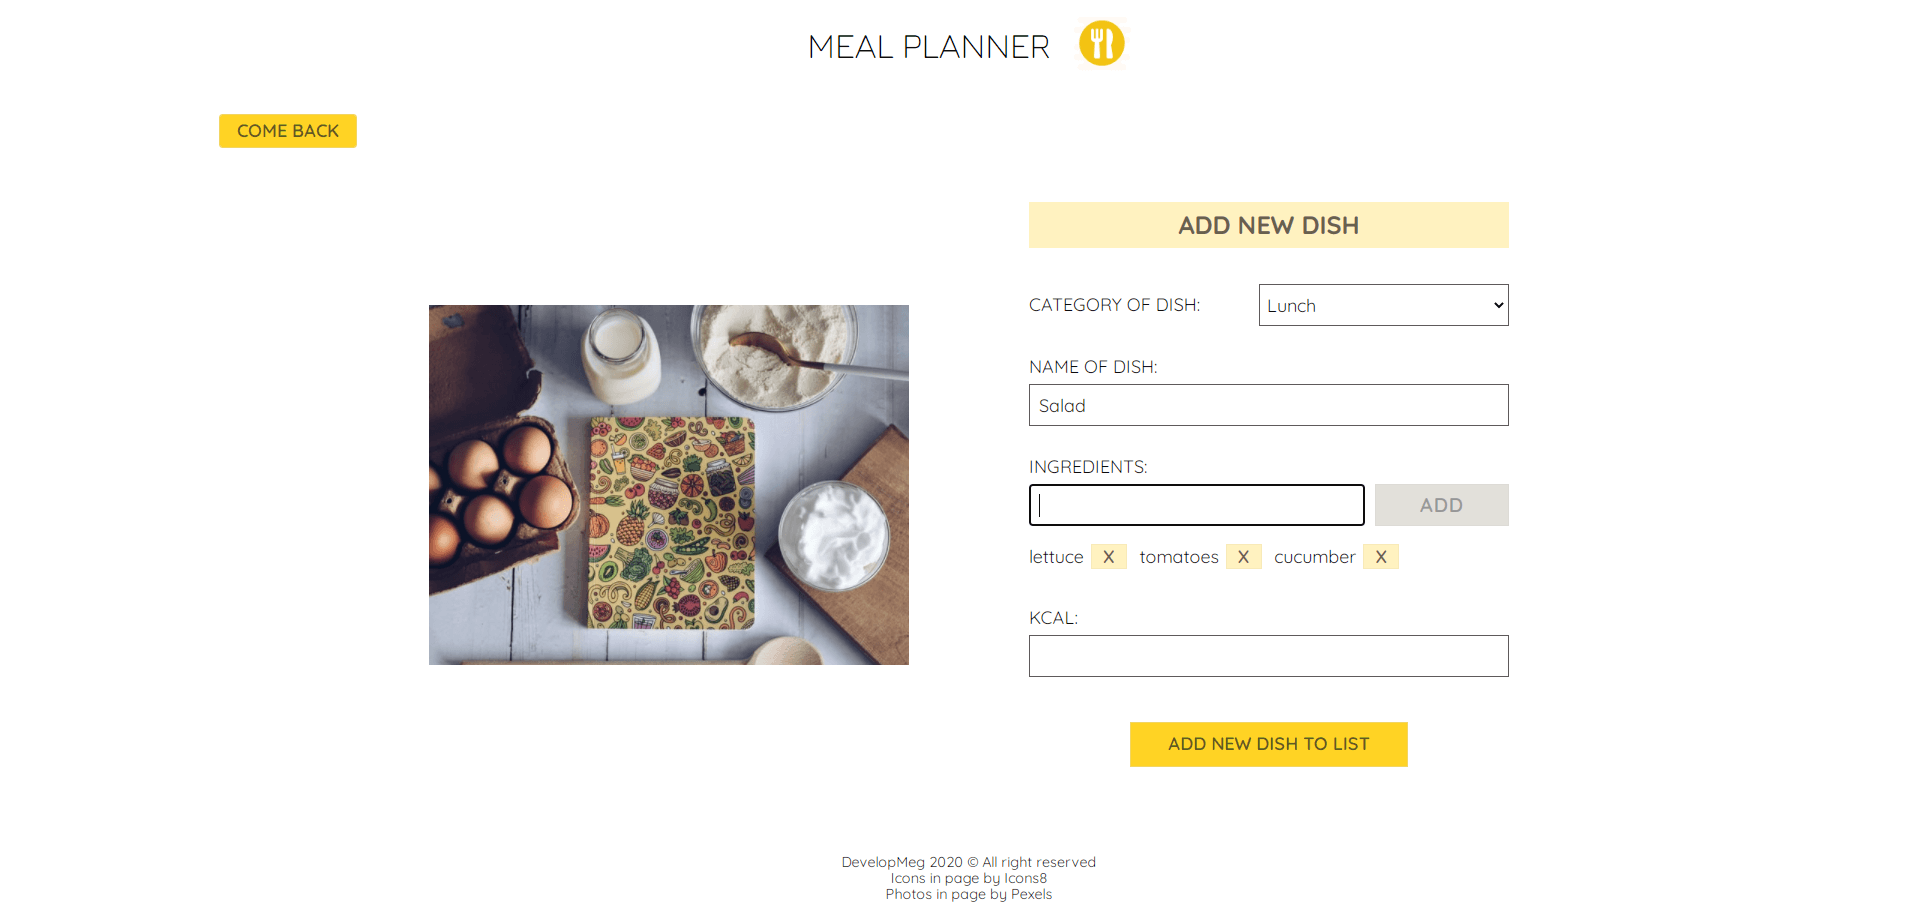 MEAL PLANNER
COME BACK
ADD NEW DISH
CATEGORY OF DISH:
Lunch
NAME OF DISH:
Salad
INGREDIENTS:
ADD
lettuce X tomatoes X cucumber X
KCAL:
ADD NEW DISH TO LIST
DevelopMeg 2020 © All right reserved
Icons in page by Icons8
Photos in page by Pexels